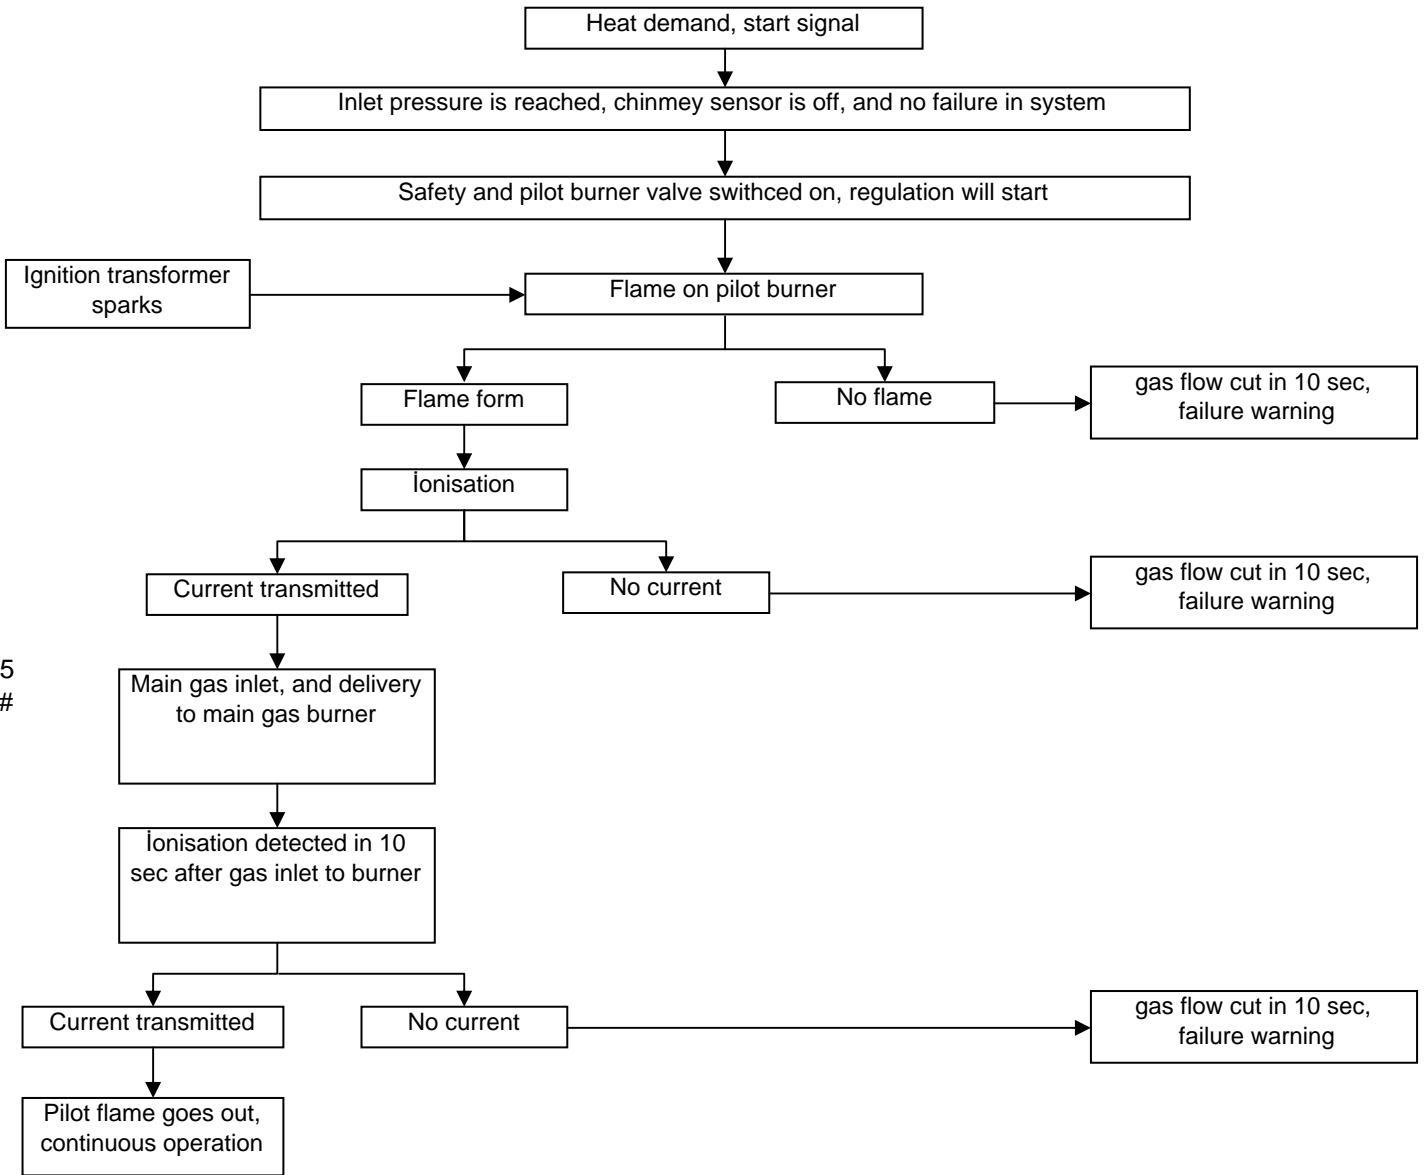 Heat demand, start signal
Inlet pressure is reached, chinmey sensor is off, and no failure in system
Safety and pilot burner valve swithced on, regulation will start
Ignition transformer
sparks
Flame on pilot burner
Flame form
No flame
gas flow cut in 10 sec,
failure warning
İonisation
Current transmitted
No current
gas flow cut in 10 sec,
failure warning
5
#
Main gas inlet, and delivery
to main gas burner
İonisation detected in 10
sec after gas inlet to burner
Current transmitted
No current
gas flow cut in 10 sec,
failure warning
Pilot flame goes out,
continuous operation